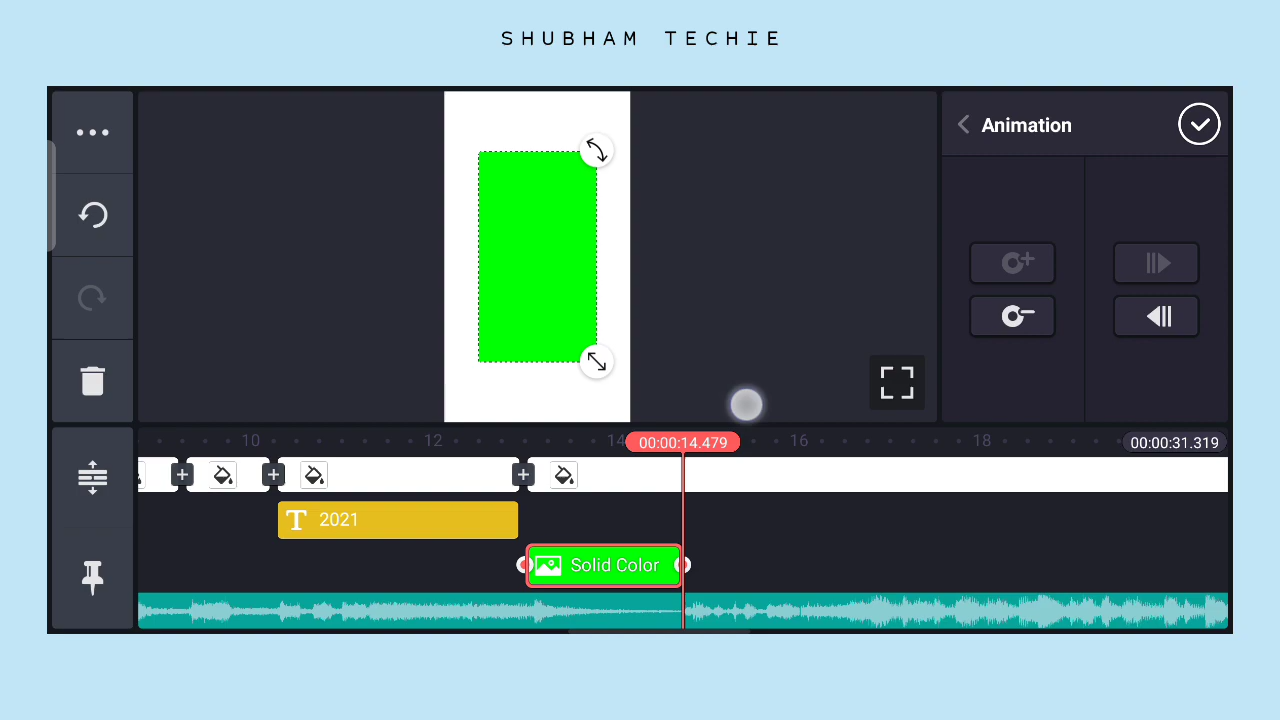 SHUBHAM TECHIE
Animation
10 12 14 00:00:14.479 16 18 00:00:31.319
T 2021
Solid Color